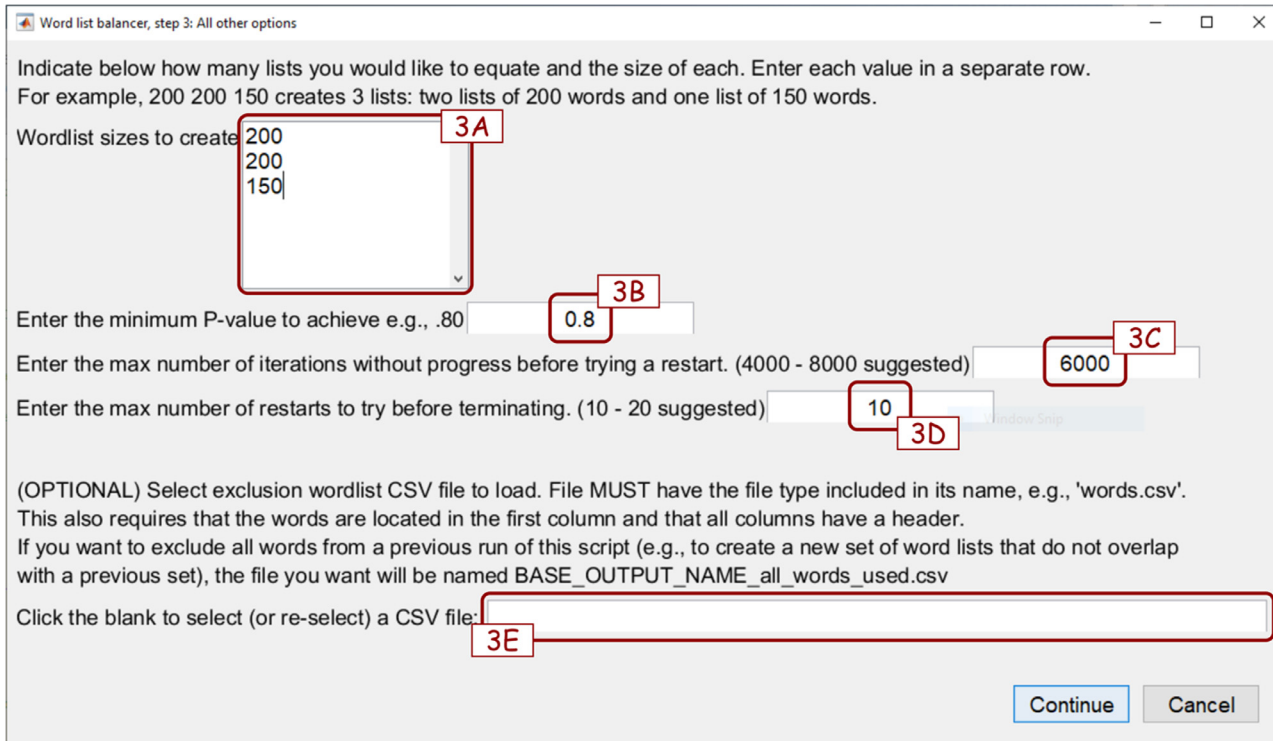 Word list balancer, step 3: All other options
Indicate below how many lists you would like to equate and the size of each. Enter each value in a separate row.
For example, 200 200 150 creates 3 lists: two lists of 200 words and one list of 150 words.
Wordlist sizes to create 200 3A
200
150
3B
Enter the minimum P-value to achieve e.g., .80 0.8
3C
Enter the max number of iterations without progress before trying a restart. (4000 - 8000 suggested) 6000
Enter the max number of restarts to try before terminating. (10 - 20 suggested) 10 Window Snip
3D
(OPTIONAL) Select exclusion wordlist CSV file to load. File MUST have the file type included in its name, e.g., 'words.csv'.
This also requires that the words are located in the first column and that all columns have a header.
If you want to exclude all words from a previous run of this script (e.g., to create a new set of word lists that do not overlap
with a previous set), the file you want will be named BASE_OUTPUT_NAME_all_words_used.csv
Click the blank to select (or re-select) a CSV file:
3E
Continue Cancel